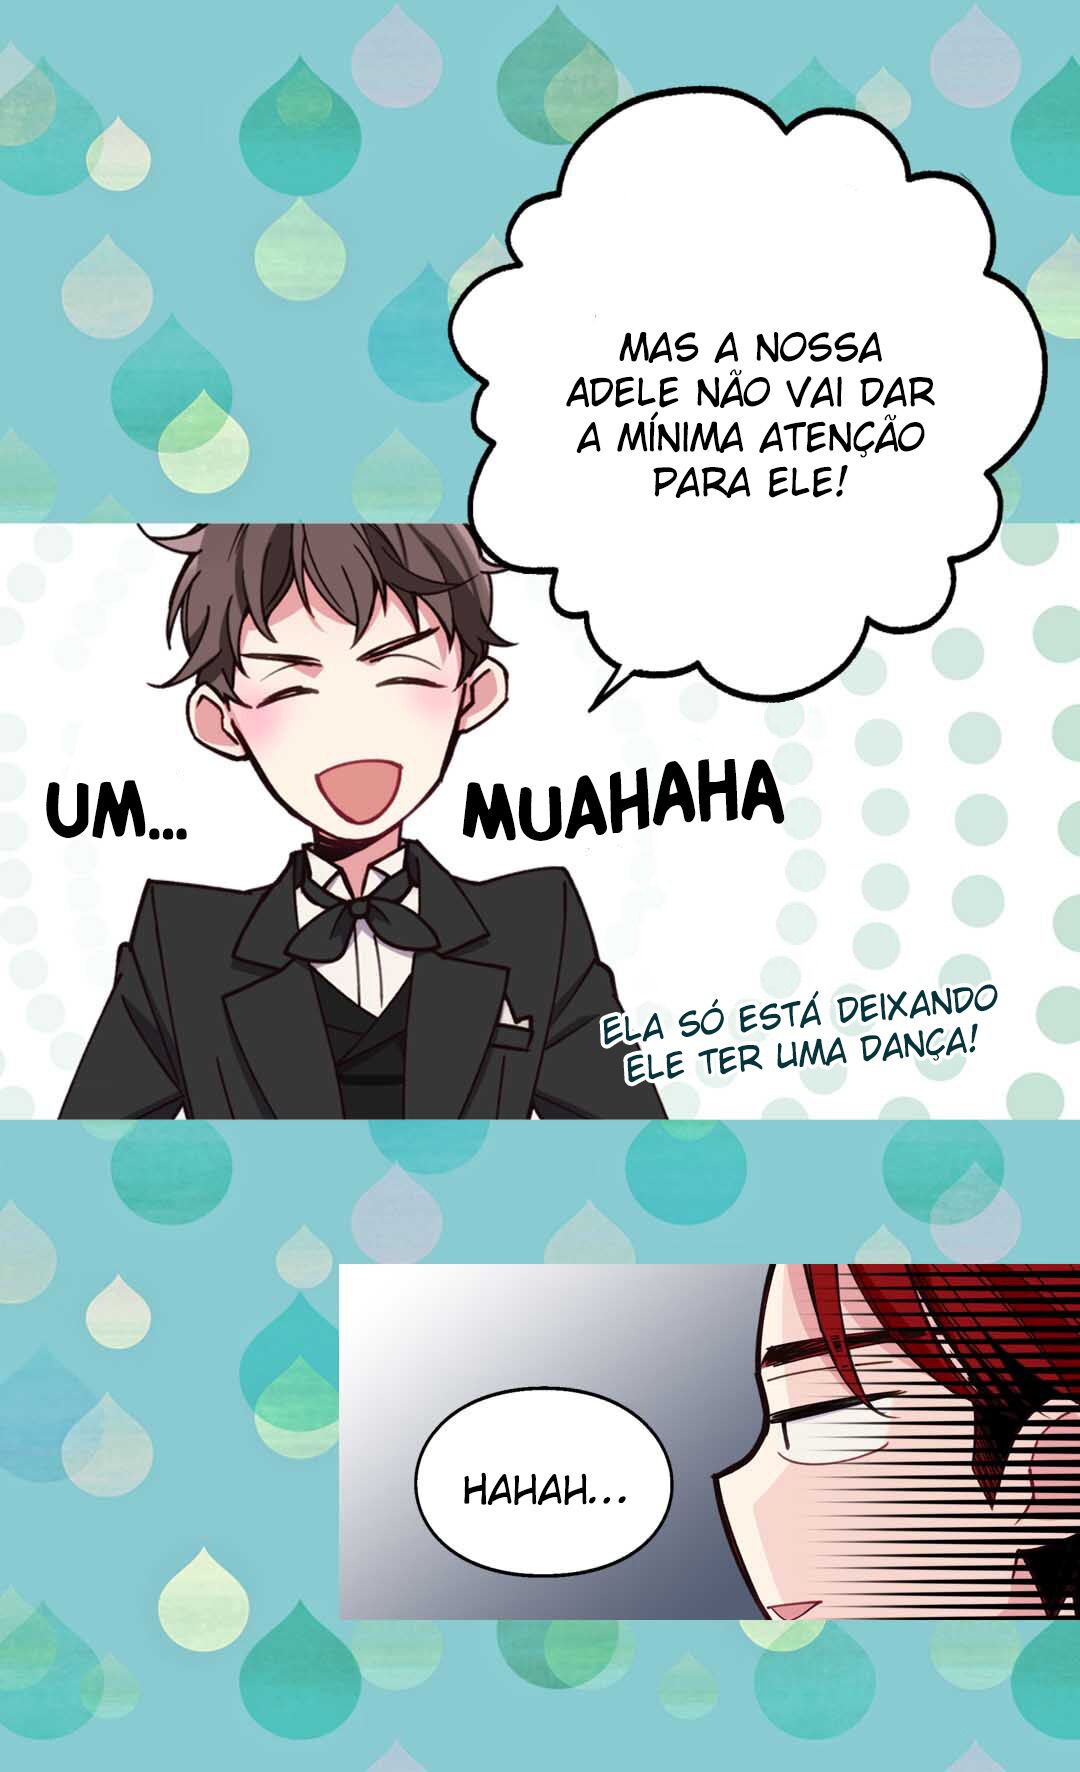 MAS A NOSSA
ADELE NÃO VAI DAR
A MÍNIMA ATENÇÃO
PARA ELE!
UM...
MUAHAHA
ELA SÓ ESTÁ DEIXANDO
ELE TER UMA DANÇA!
HAHAH...